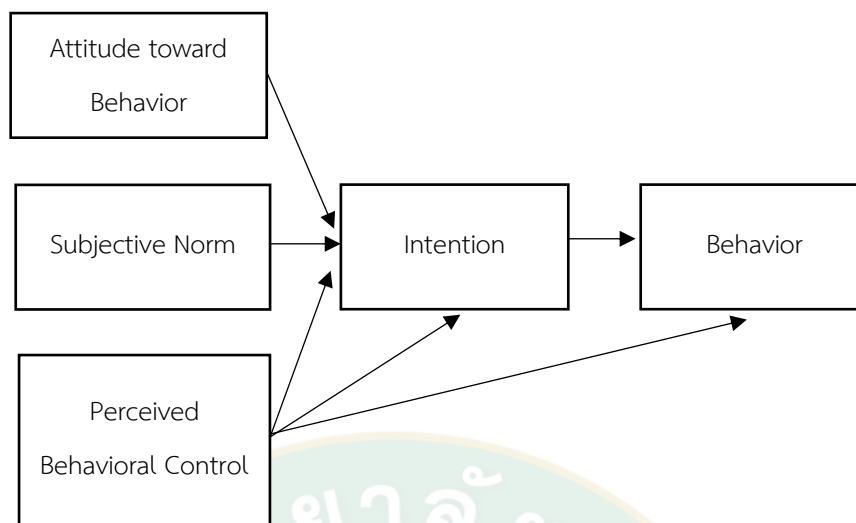 Attitude toward
Behavior
Subjective Norm
Intention
Behavior
Perceived
Behavioral Control